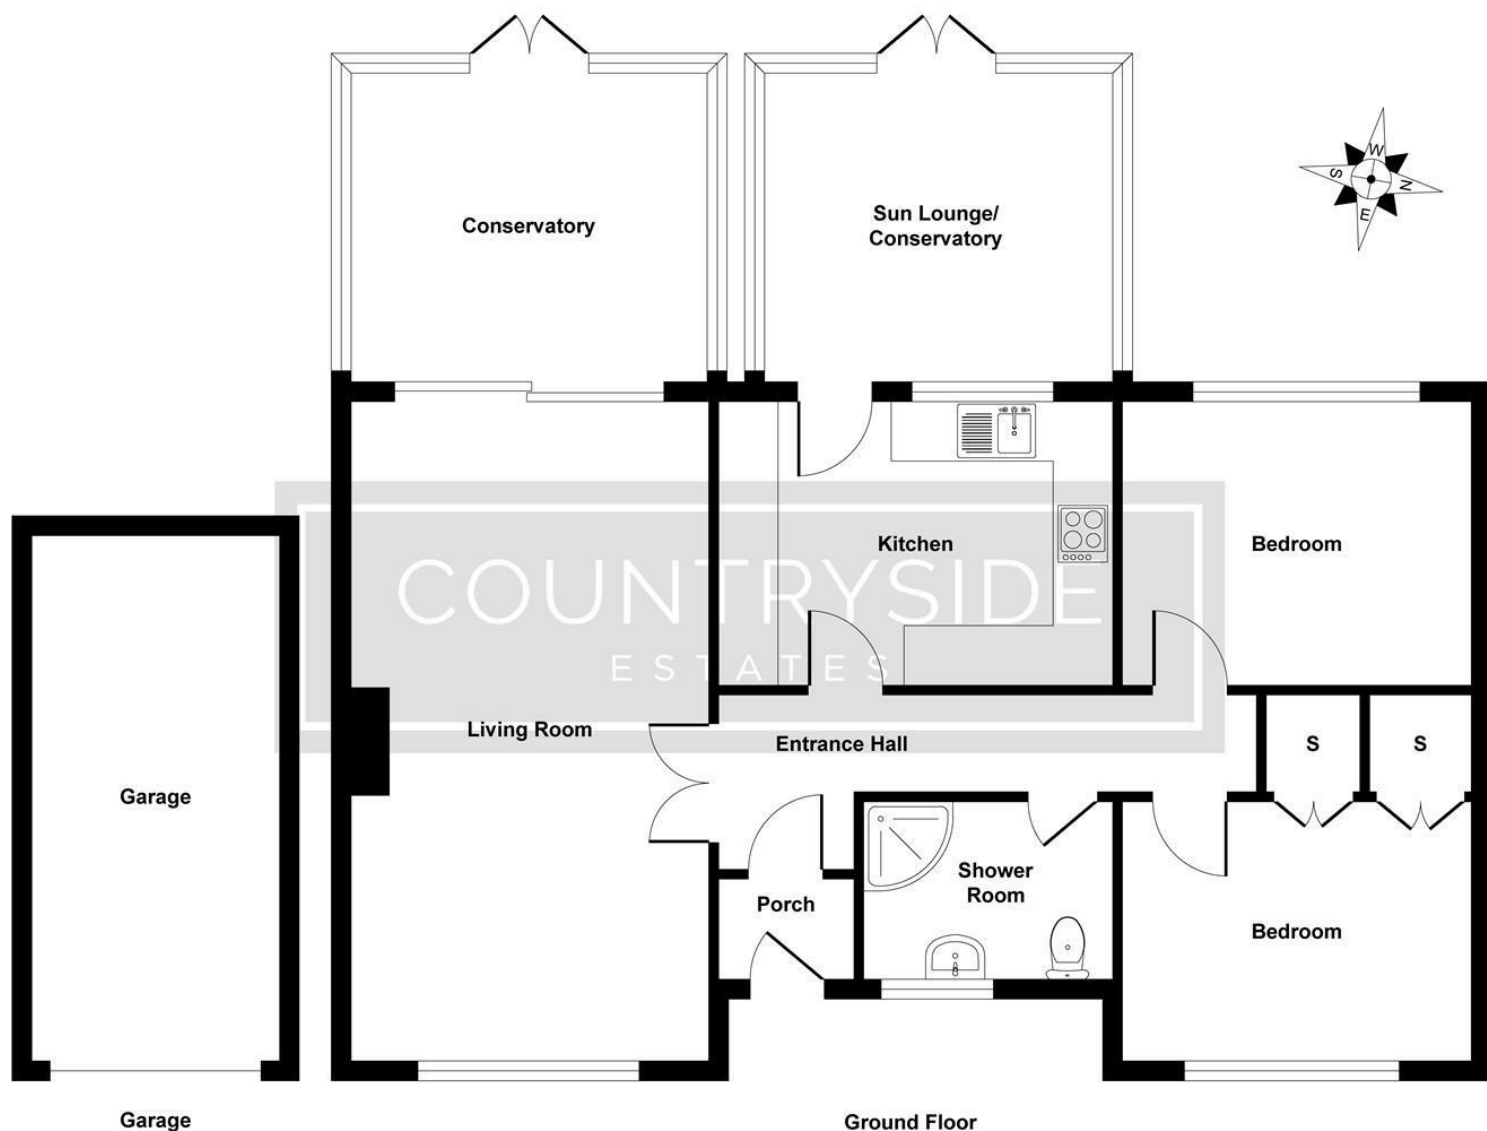 Conservatory
Sun Lounge/
Conservatory
W
S
N
E
Kitchen
Bedroom
COUNTRYSIDE
ESTATES
Living Room
Entrance Hall
S
S
Garage
Shower
Room
Porch
Bedroom
Garage
Ground Floor